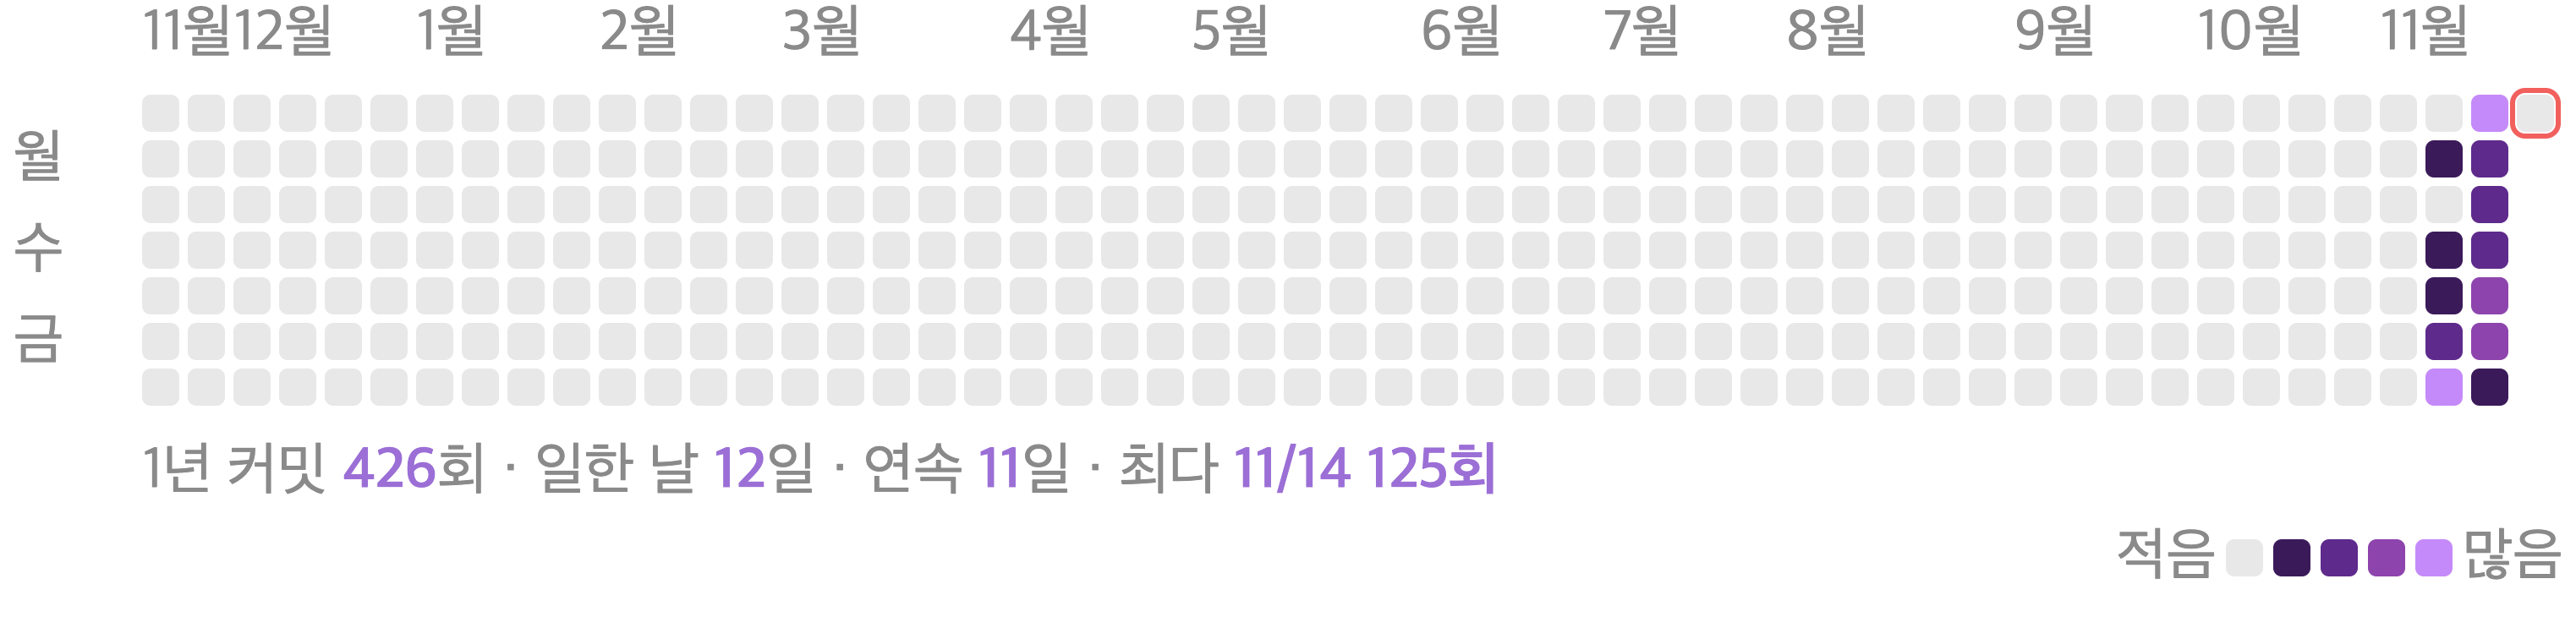 11월 12월 1월 2월 3월 4월 5월 6월 7월 8월 9월 10월 11월
월
수
금
1년 커밋 426회 · 일한 날 12일 · 연속 11일 · 최다 11/14 125회
적음 많음